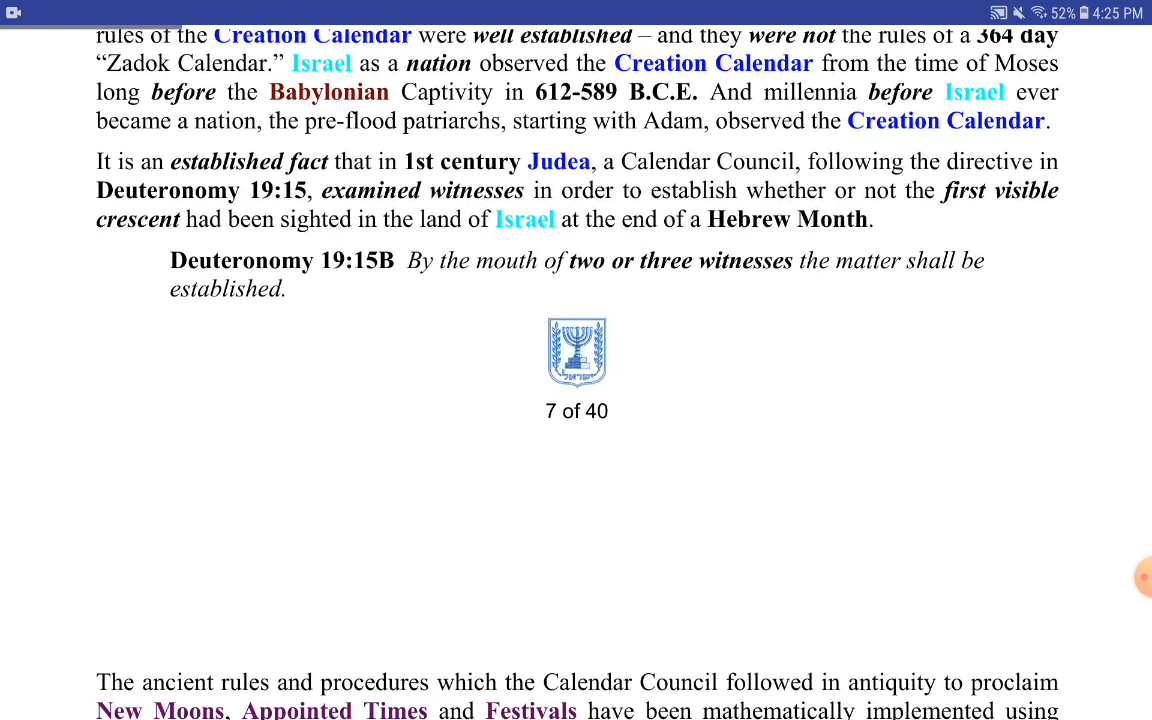 52% 4:25 PM
rules of the Creation Calendar were well established – and they were not the rules of a 364 day
“Zadok Calendar.” Israel as a nation observed the Creation Calendar from the time of Moses
long before the Babylonian Captivity in 612-589 B.C.E. And millennia before Israel ever
became a nation, the pre-flood patriarchs, starting with Adam, observed the Creation Calendar.
It is an established fact that in 1st century Judea, a Calendar Council, following the directive in
Deuteronomy 19:15, examined witnesses in order to establish whether or not the first visible
crescent had been sighted in the land of Israel at the end of a Hebrew Month.
Deuteronomy 19:15B By the mouth of two or three witnesses the matter shall be
established.
ישראל
7 of 40
The ancient rules and procedures which the Calendar Council followed in antiquity to proclaim
New Moons, Appointed Times and Festivals have been mathematically implemented using